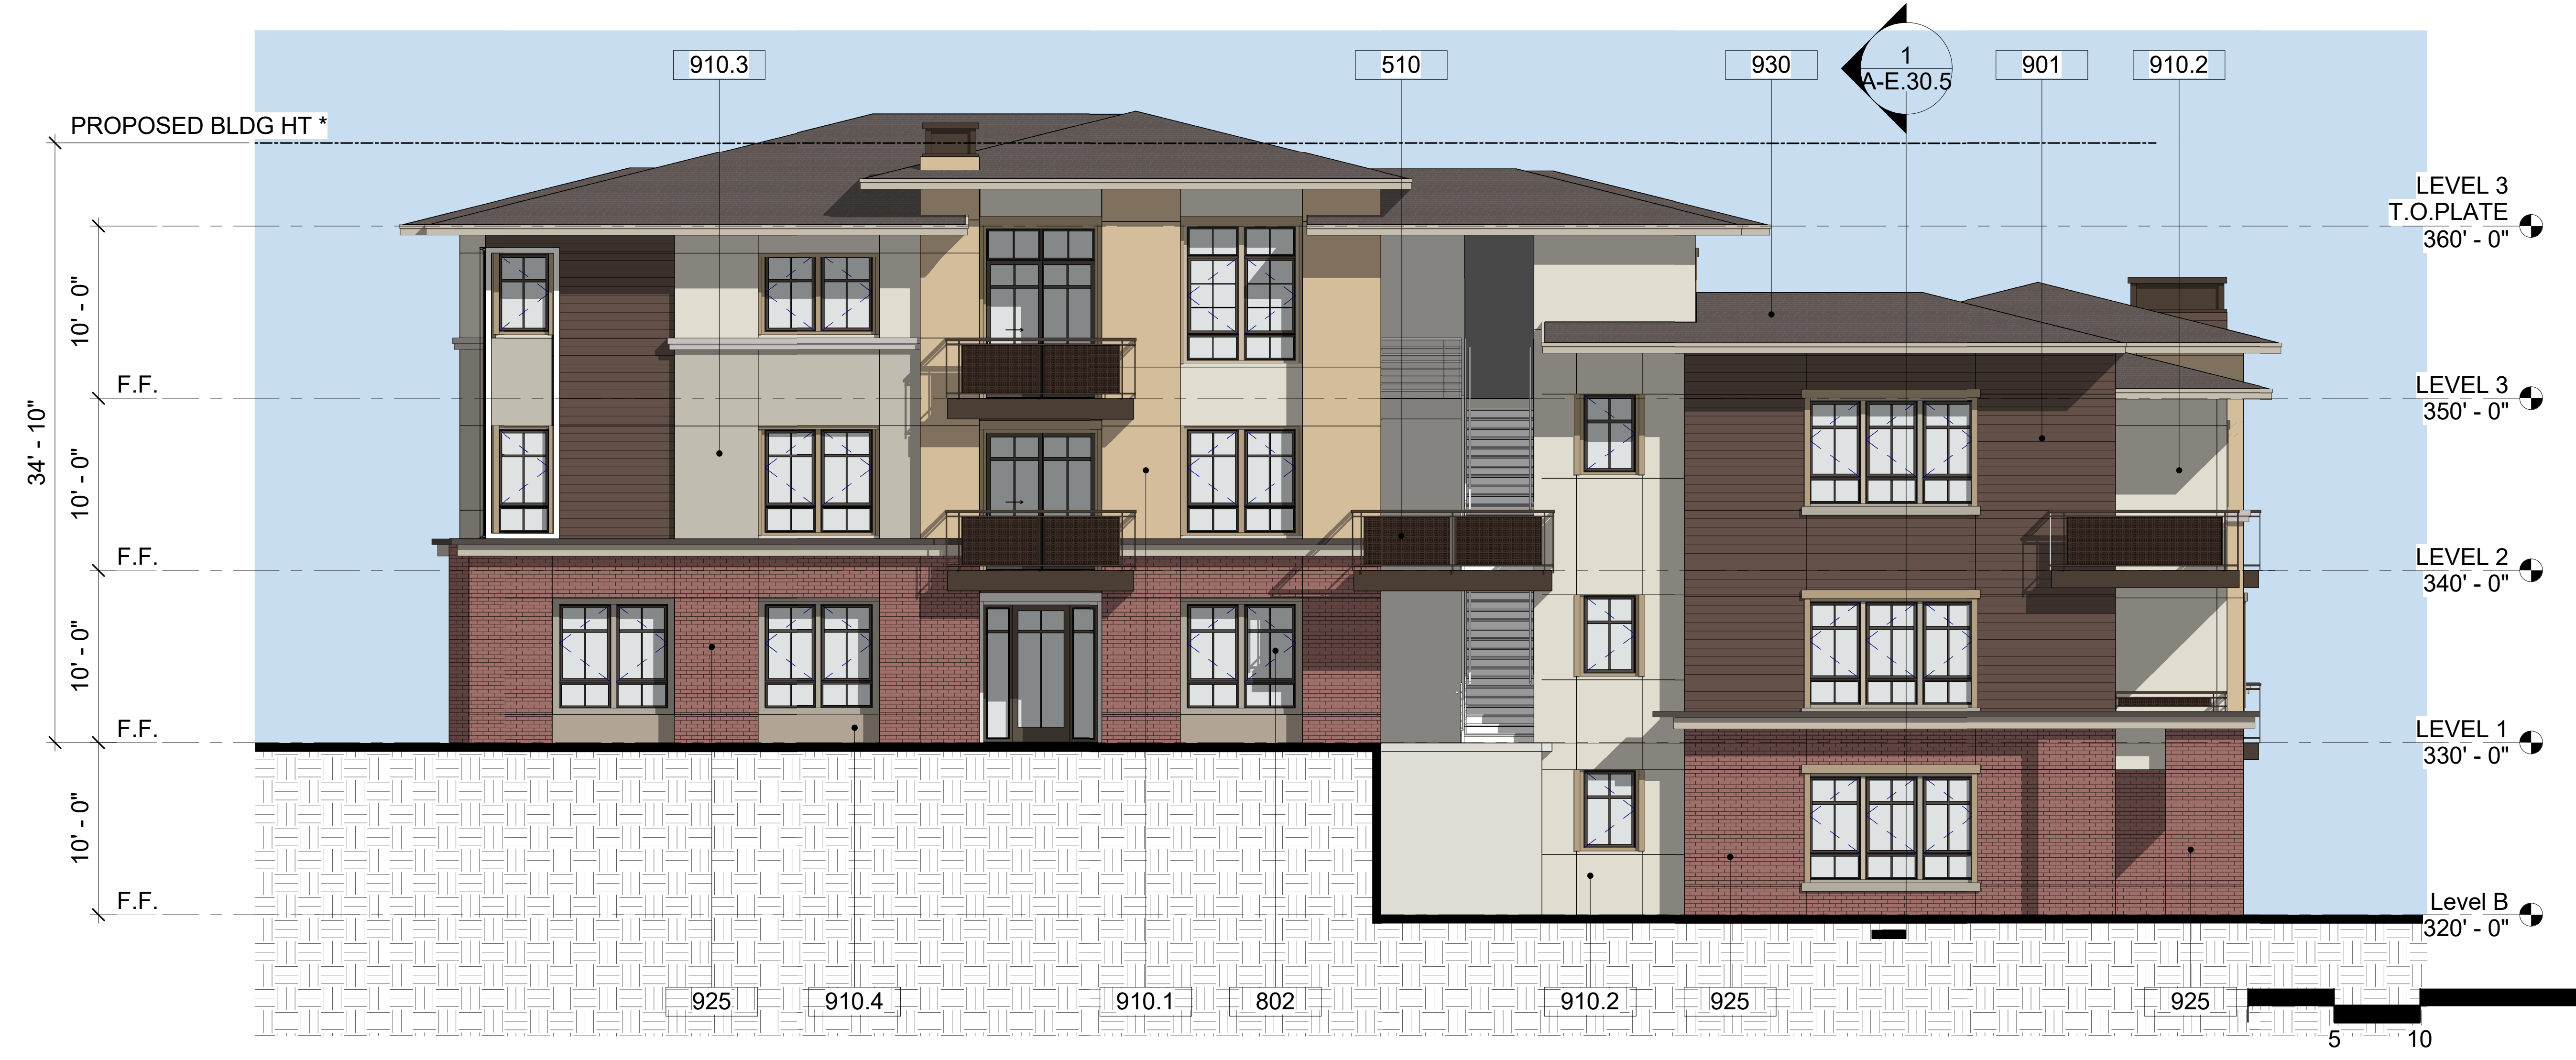 910.3
510
930
1
A-E.30.5
901
910.2
PROPOSED BLDG HT *
LEVEL 3
T.O.PLATE
360' - 0"
10' - 0"
F.F.
LEVEL 3
350' - 0"
34' - 10"
10' - 0"
F.F.
LEVEL 2
340' - 0"
10' - 0"
F.F.
LEVEL 1
330' - 0"
10' - 0"
F.F.
Level B
320' - 0"
925
910.4
910.1
802
910.2
925
925
5
10